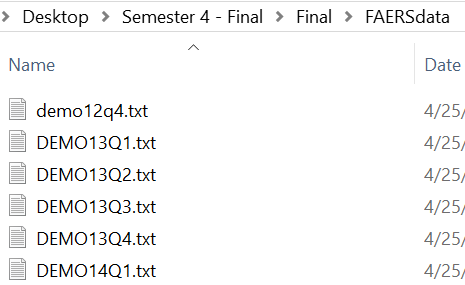 Desktop > Semester 4 - Final > Final > FAERSdata
Name Date
demo12q4.txt 4/25/
DEMO13Q1.txt 4/25/
DEMO13Q2.txt 4/25/
DEMO13Q3.txt 4/25/
DEMO13Q4.txt 4/25/
DEMO14Q1.txt 4/25/